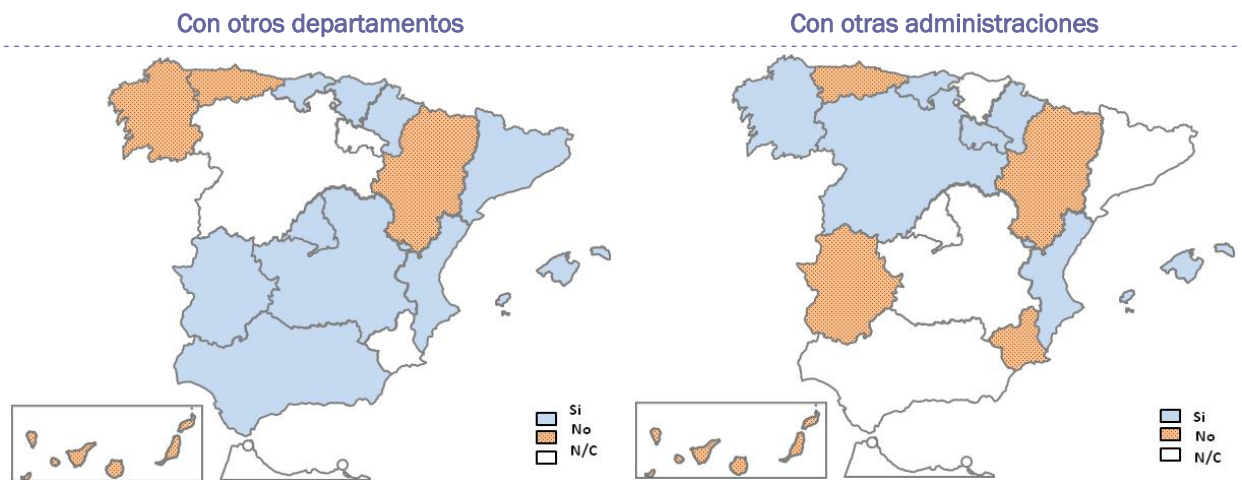 Con otros departamentos
Con otras administraciones
Si
No
N/C
Si
No
N/C